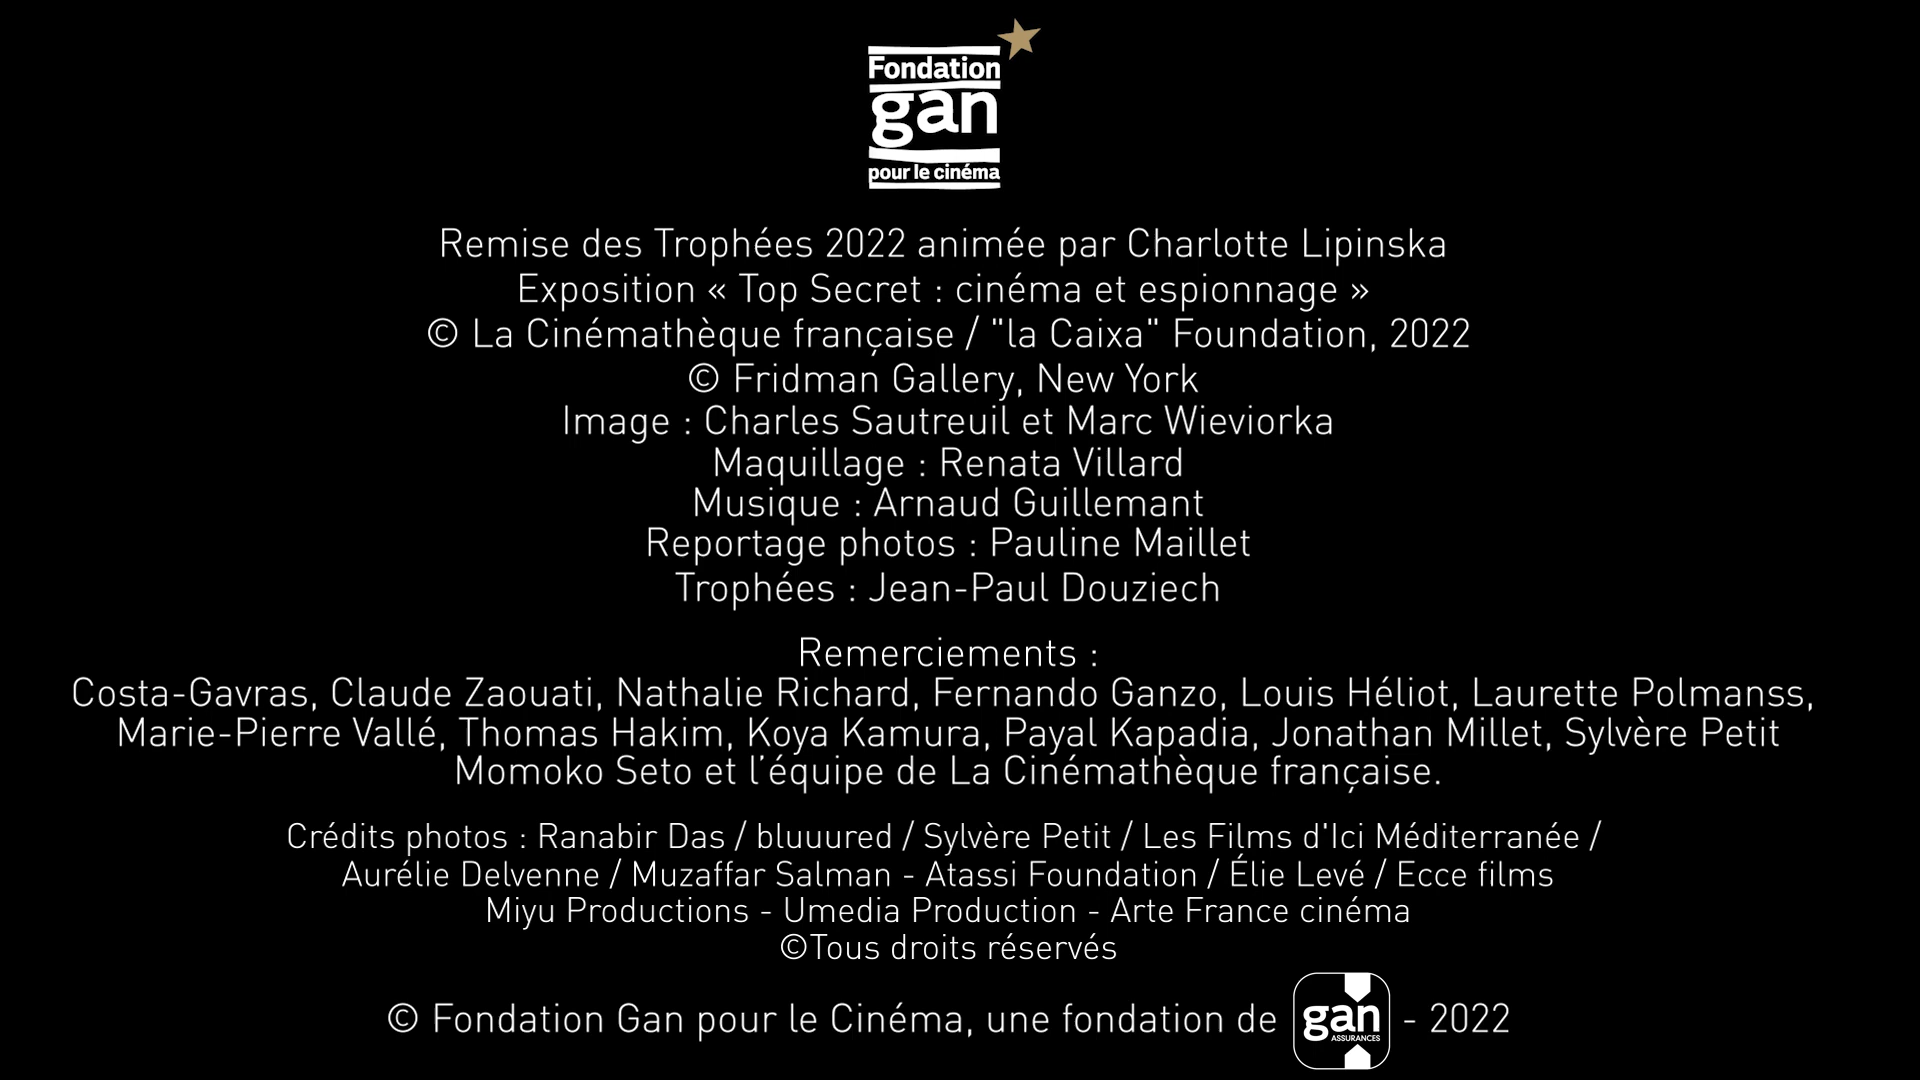 Fondation
gan
pour le cinéma
Remise des Trophées 2022 animée par Charlotte Lipinska
Exposition « Top Secret : cinéma et espionnage »
© La Cinémathèque française / "la Caixa" Foundation, 2022
© Fridman Gallery, New York
Image : Charles Sautreuil et Marc Wieviorka
Maquillage : Renata Villard
Musique : Arnaud Guillemant
Reportage photos : Pauline Maillet
Trophées : Jean-Paul Douziech
Remerciements :
Costa-Gavras, Claude Zaouati, Nathalie Richard, Fernando Ganzo, Louis Héliot, Laurette Polmanss,
Marie-Pierre Vallé, Thomas Hakim, Koya Kamura, Payal Kapadia, Jonathan Millet, Sylvère Petit
Momoko Seto et l’équipe de La Cinémathèque française.
Crédits photos : Ranabir Das / bluuured / Sylvère Petit / Les Films d'Ici Méditerranée /
Aurélie Delvenne / Muzaffar Salman - Atassi Foundation / Élie Levé / Ecce films
Miyu Productions - Umedia Production - Arte France cinéma
©Tous droits réservés
© Fondation Gan pour le Cinéma, une fondation de gan ASSURANCES - 2022